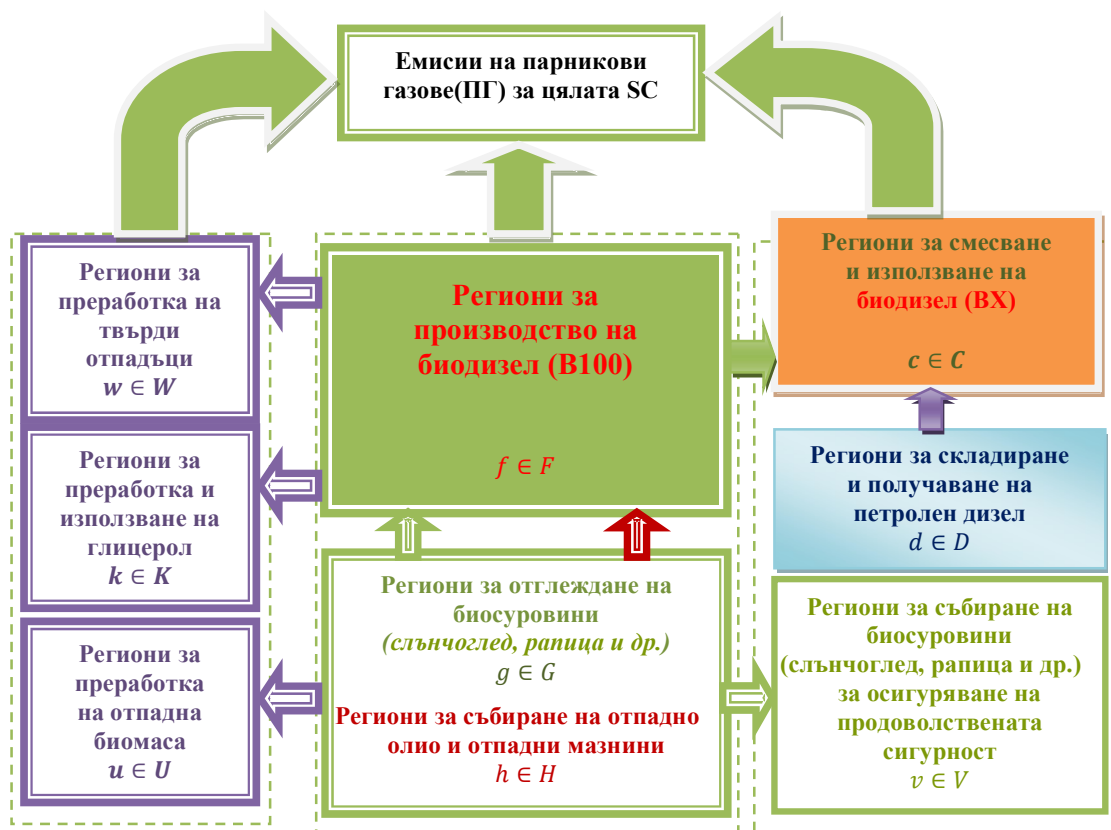 Емисии на парникови
газове(ПГ) за цялата SC
Региони за
преработка на
твърди
отпадъци
w ∈ W
Региони за
преработка и
използване на
глицерол
k ∈ K
Региони за
преработка
на отпадна
биомаса
u ∈ U
Региони за
производство на
биодизел (B100)
f ∈ F
Региони за отглеждане на
биосуровини
(слънчоглед, рапица и др.)
g ∈ G
Региони за събиране на отпадно
олио и отпадни мазнини
h ∈ H
Региони за смесване
и използване на
биодизел (BX)
c ∈ C
Региони за складиране
и получаване на
петролен дизел
d ∈ D
Региони за събиране на
биосуровини
(слънчоглед, рапица и др.)
за осигуряване на
продоволствената
сигурност
v ∈ V